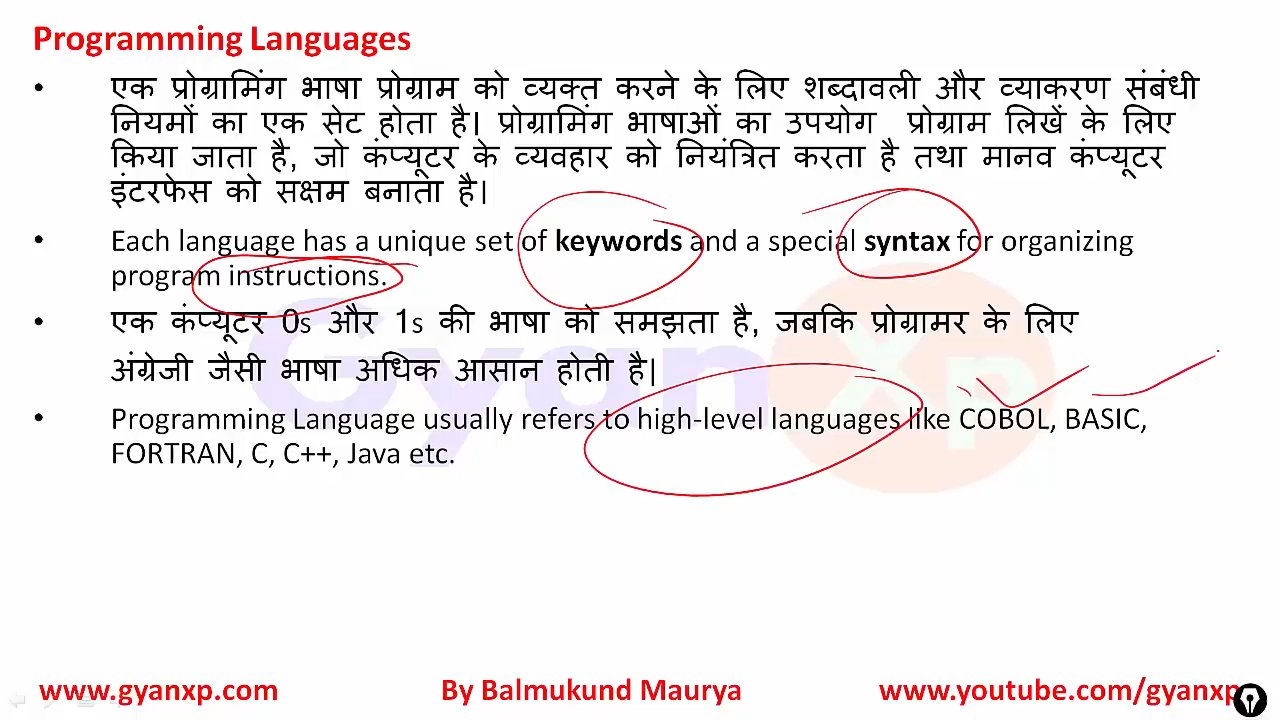 Programming Languages
• एक प्रोग्रामिंग भाषा प्रोग्राम को व्यक्त करने के लिए शब्दावली और व्याकरण संबंधी
नियमों का एक सेट होता है। प्रोग्रामिंग भाषाओं का उपयोग प्रोग्राम लिखें के लिए
किया जाता है, जो कंप्यूटर के व्यवहार को नियंत्रित करता है तथा मानव कंप्यूटर
इंटरफेस को सक्षम बनाता है।
• Each language has a unique set of keywords and a special syntax for organizing
program instructions.
• एक कंप्यूटर 0s और 1s की भाषा को समझता है, जबकि प्रोग्रामर के लिए
अंग्रेजी जैसी भाषा अधिक आसान होती है।
• Programming Language usually refers to high-level languages like COBOL, BASIC,
FORTRAN, C, C++, Java etc.
Gyan Xp
www.gyanxp.com By Balmukund Maurya www.youtube.com/gyanxp